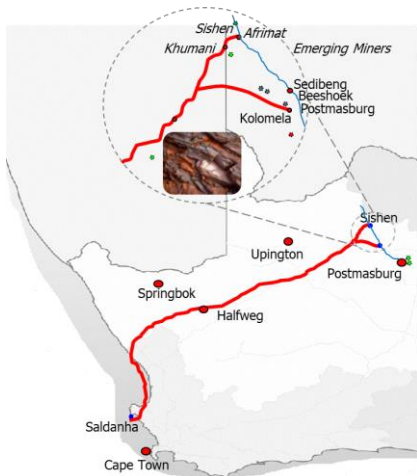 Sishen
Afrimat
Khumani
Emerging Miners
Sedibeng
Beeshoek
Postmasburg
Kolomela
Sishen
Upington
Postmasburg
Springbok
Halfweg
Saldanha
Cape Town